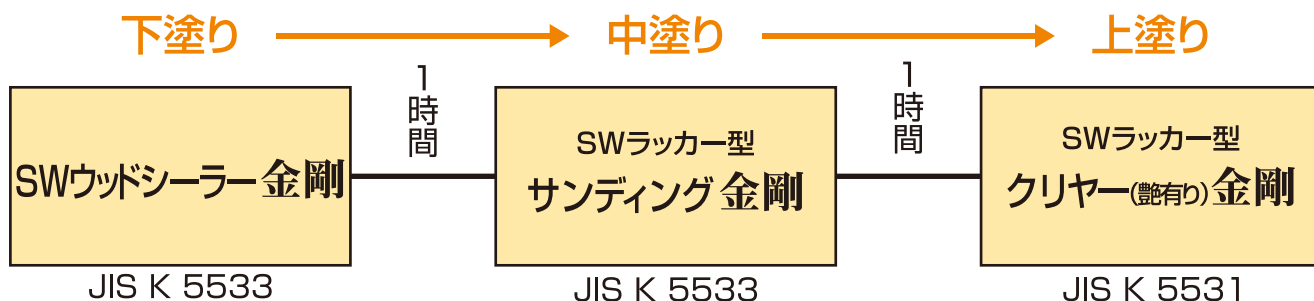 下塗り
中塗り
上塗り
1時間
1時間
SWウッドシーラー金剛
SWラッカー型
サンディング金剛
SWラッカー型
クリヤー(艶有り)金剛
JIS K 5533
JIS K 5533
JIS K 5531